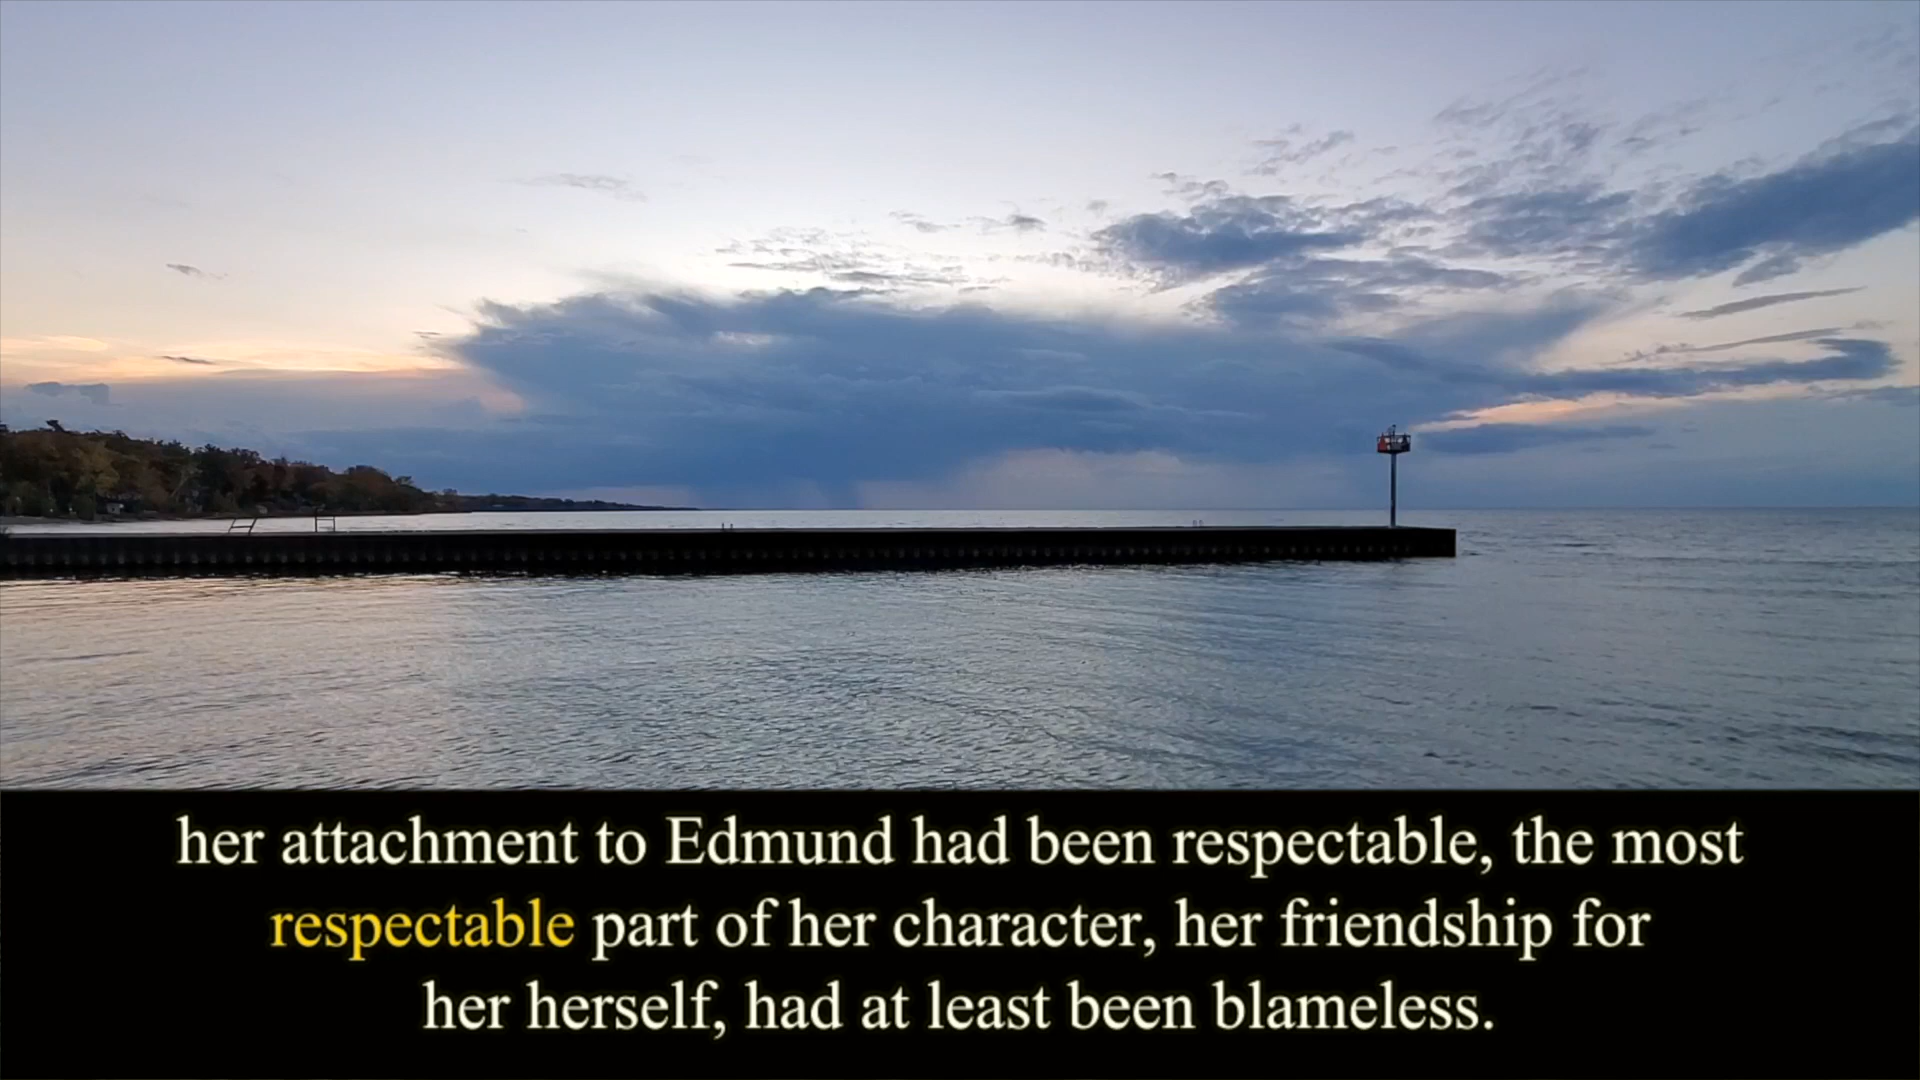 her attachment to Edmund had been respectable, the most
respectable part of her character, her friendship for
her herself, had at least been blameless.